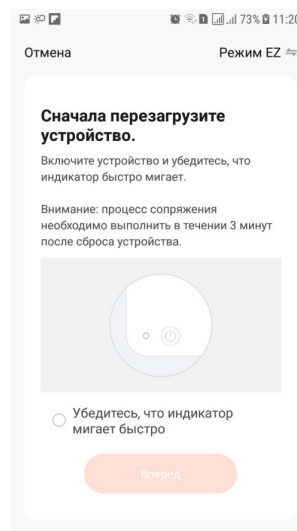 73% 11:20
Отмена Режим EZ
Сначала перезагрузите
устройство.
Включите устройство и убедитесь, что
индикатор быстро мигает.
Внимание: процесс сопряжения
необходимо выполнить в течении 3 минут
после сброса устройства.
Убедитесь, что индикатор
мигает быстро
Вперед